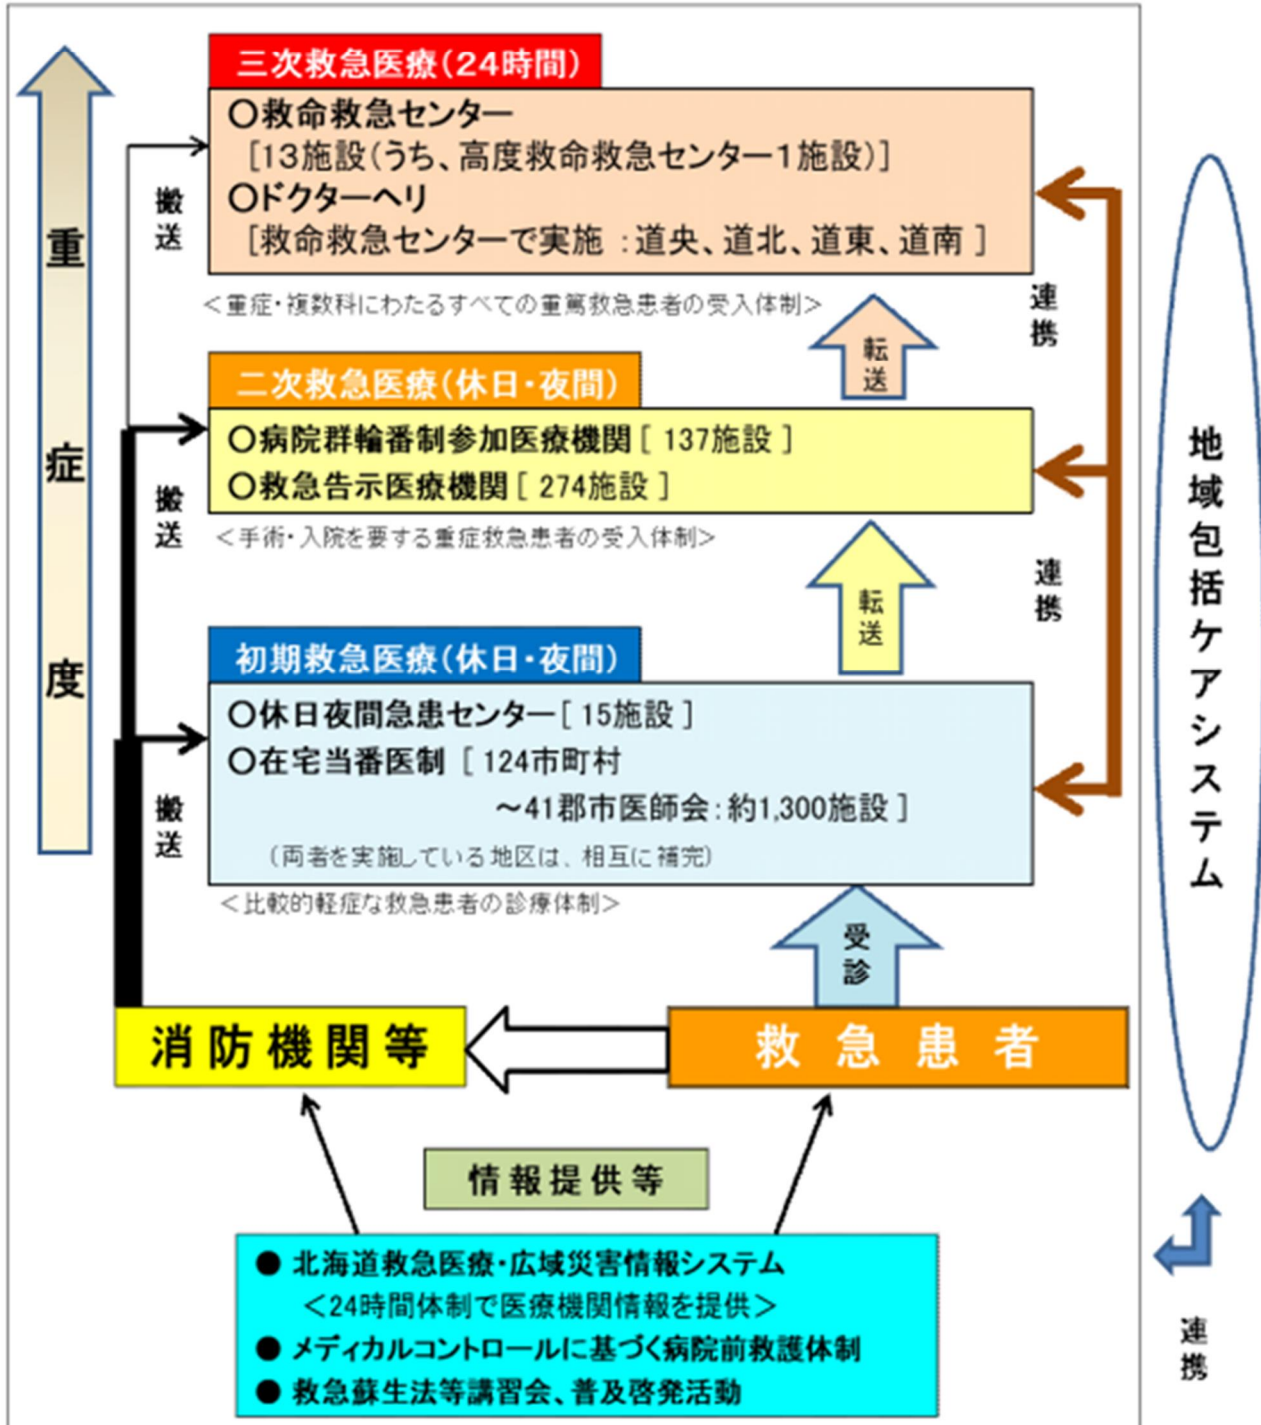 三次救急医療(24時間)
○救命救急センター
[13施設(うち、高度救命救急センター1施設)]
○ドクターヘリ
[救命救急センターで実施 :道央、道北、道東、道南 ]
<重症・複数科にわたるすべての重篤救急患者の受入体制>
搬送
転送
連携
二次救急医療(休日・夜間)
○病院群輪番制参加医療機関[ 137施設 ]
○救急告示医療機関[ 274施設 ]
<手術・入院を要する重症救急患者の受入体制>
搬送
転送
連携
初期救急医療(休日・夜間)
○休日夜間急患センター[ 15施設 ]
○在宅当番医制 [ 124市町村
～41郡市医師会:約1,300施設 ]
(両者を実施している地区は、相互に補完)
<比較的軽症な救急患者の診療体制>
搬送
受診
重症度
地域包括ケアシステム
消防機関等
救急患者
情報提供等
● 北海道救急医療・広域災害情報システム
<24時間体制で医療機関情報を提供>
● メディカルコントロールに基づく病院前救護体制
● 救急蘇生法等講習会、普及啓発活動
連携